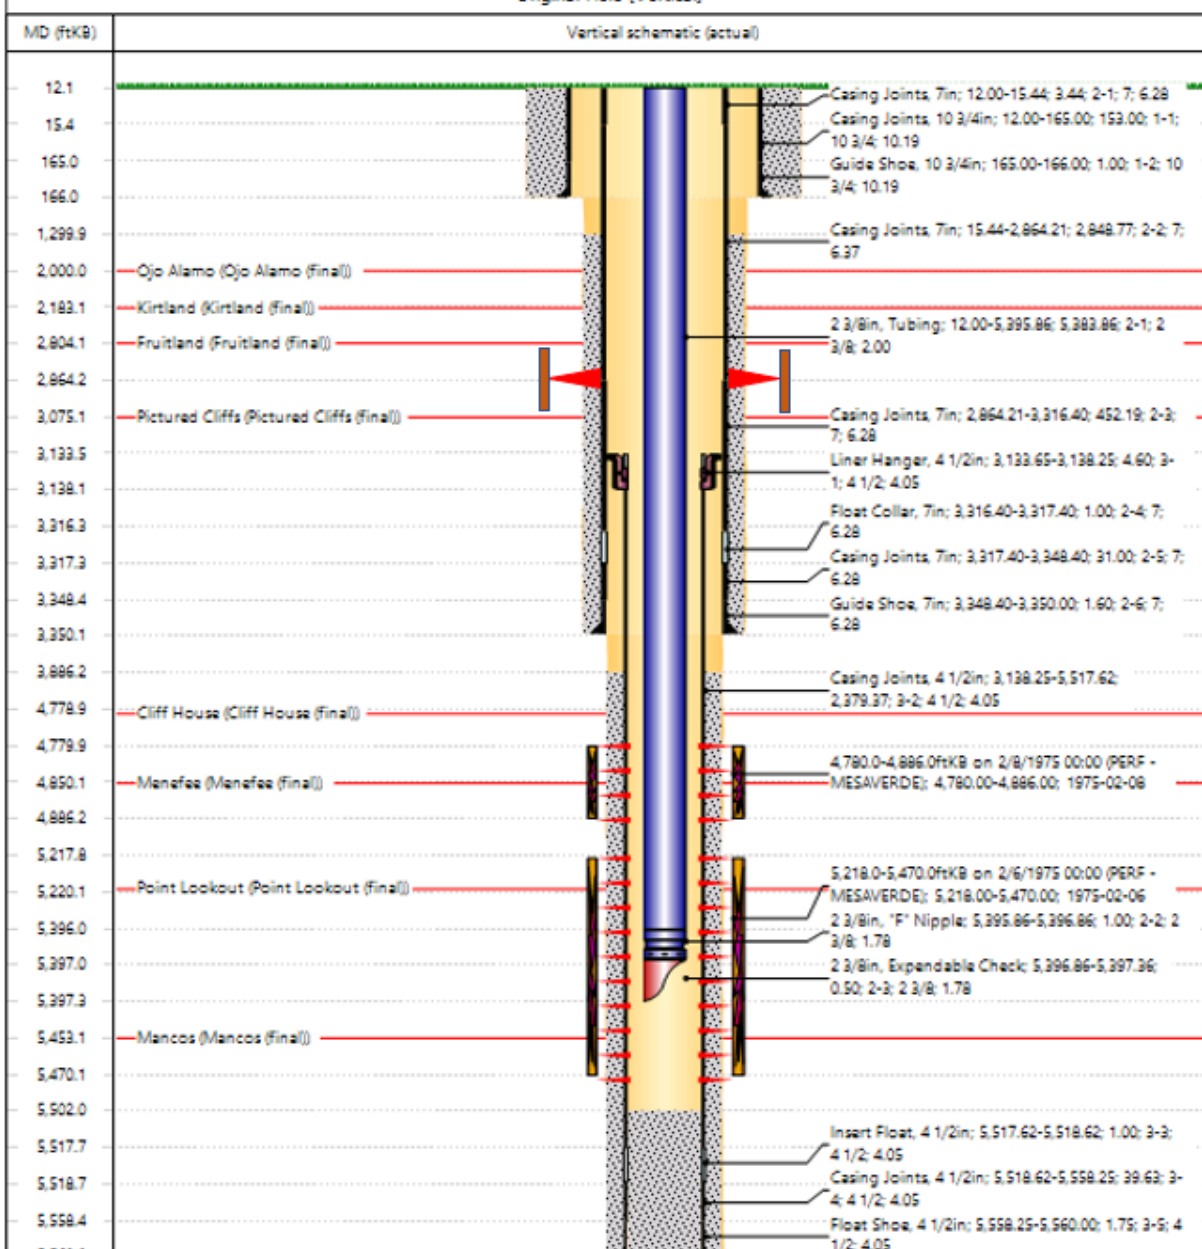 MD (ftKB)
Vertical schematic (actual)
12.1
15.4
165.0
166.0
1,299.9
2,000.0
2,183.1
2,804.1
2,864.2
3,075.1
3,133.5
3,138.1
3,316.3
3,317.3
3,348.4
3,350.1
3,886.2
4,778.9
4,779.9
4,850.1
4,886.2
5,217.8
5,220.1
5,396.0
5,397.0
5,397.3
5,453.1
5,470.1
5,502.0
5,517.7
5,518.7
5,558.4
Ojo Alamo (Ojo Alamo (final))
Kirtland (Kirtland (final))
Fruitland (Fruitland (final))
Pictured Cliffs (Pictured Cliffs (final))
Cliff House (Cliff House (final))
Menefee (Menefee (final))
Point Lookout (Point Lookout (final))
Mancos (Mancos (final))
Casing Joints, 7in; 12.00-15.44; 3.44; 2-1; 7; 6.28
Casing Joints, 10 3/4in; 12.00-165.00; 153.00; 1-1;
10 3/4; 10.19
Guide Shoe, 10 3/4in; 165.00-166.00; 1.00; 1-2; 10
3/4; 10.19
Casing Joints, 7in; 15.44-2,864.21; 2,848.77; 2-2; 7;
6.37
2 3/8in, Tubing; 12.00-5,395.86; 5,383.86; 2-1; 2
3/8; 2.00
Casing Joints, 7in; 2,864.21-3,316.40; 452.19; 2-3;
7; 6.28
Liner Hanger, 4 1/2in; 3,133.65-3,138.25; 4.60; 3-
1; 4 1/2; 4.05
Float Collar, 7in; 3,316.40-3,317.40; 1.00; 2-4; 7;
6.28
Casing Joints, 7in; 3,317.40-3,348.40; 31.00; 2-5; 7;
6.28
Guide Shoe, 7in; 3,348.40-3,350.00; 1.60; 2-6; 7;
6.28
Casing Joints, 4 1/2in; 3,138.25-5,517.62;
2,379.37; 3-2; 4 1/2; 4.05
4,780.0-4,886.0ftKB on 2/8/1975 00:00 (PERF -
MESAVERDE); 4,780.00-4,886.00; 1975-02-08
5,218.0-5,470.0ftKB on 2/6/1975 00:00 (PERF -
MESAVERDE); 5,218.00-5,470.00; 1975-02-06
2 3/8in, "F" Nipple; 5,395.86-5,396.86; 1.00; 2-2; 2
3/8; 1.78
2 3/8in, Expendable Check; 5,396.86-5,397.36;
0.50; 2-3; 2 3/8; 1.78
Insert Float, 4 1/2in; 5,517.62-5,518.62; 1.00; 3-3;
4 1/2; 4.05
Casing Joints, 4 1/2in; 5,518.62-5,558.25; 39.63; 3-
4; 4 1/2; 4.05
Float Shoe, 4 1/2in; 5,558.25-5,560.00; 1.75; 3-5; 4
1/2; 4.05